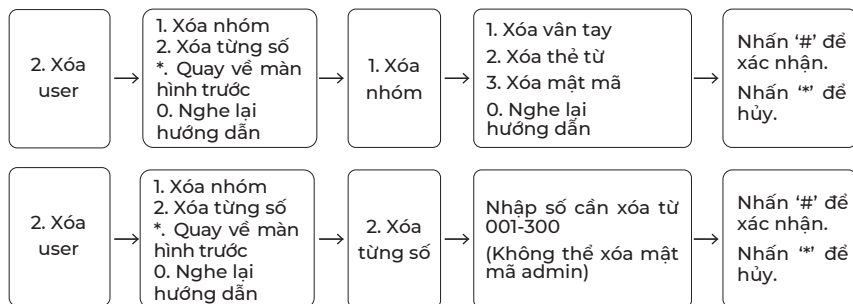 2. Xóa
user
1. Xóa nhóm
2. Xóa từng số
*. Quay về màn
hình trước
0. Nghe lại
hướng dẫn
1. Xóa
nhóm
1. Xóa vân tay
2. Xóa thẻ từ
3. Xóa mật mã
0. Nghe lại
hướng dẫn
Nhấn ‘#’ để
xác nhận.
Nhấn ‘*’ để
hủy.
2. Xóa
user
1. Xóa nhóm
2. Xóa từng số
*. Quay về màn
hình trước
0. Nghe lại
hướng dẫn
2. Xóa
từng số
Nhập số cần xóa từ
001-300
(Không thể xóa mật
mã admin)
Nhấn ‘#’ để
xác nhận.
Nhấn ‘*’ để
hủy.